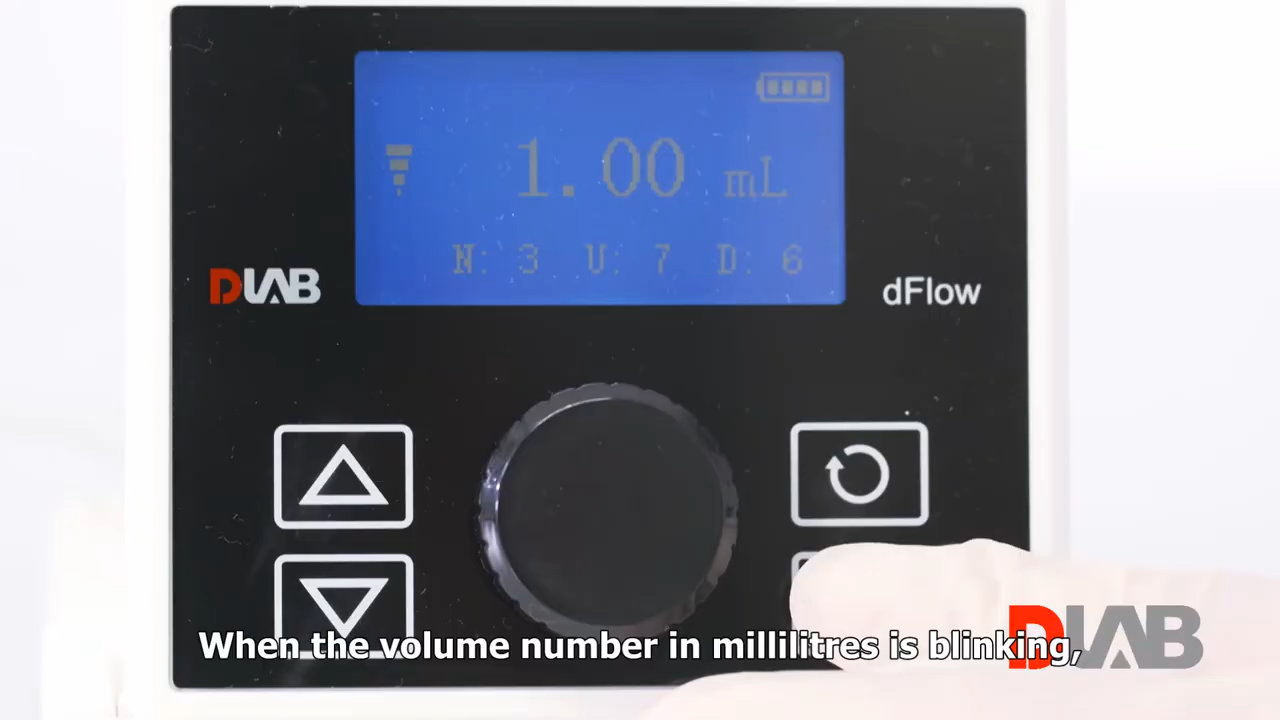 1.00 mL
N: 3 U: 7 D: 6
DLAB
dFlow
When the volume number in millilitres is blinking,
DLAB